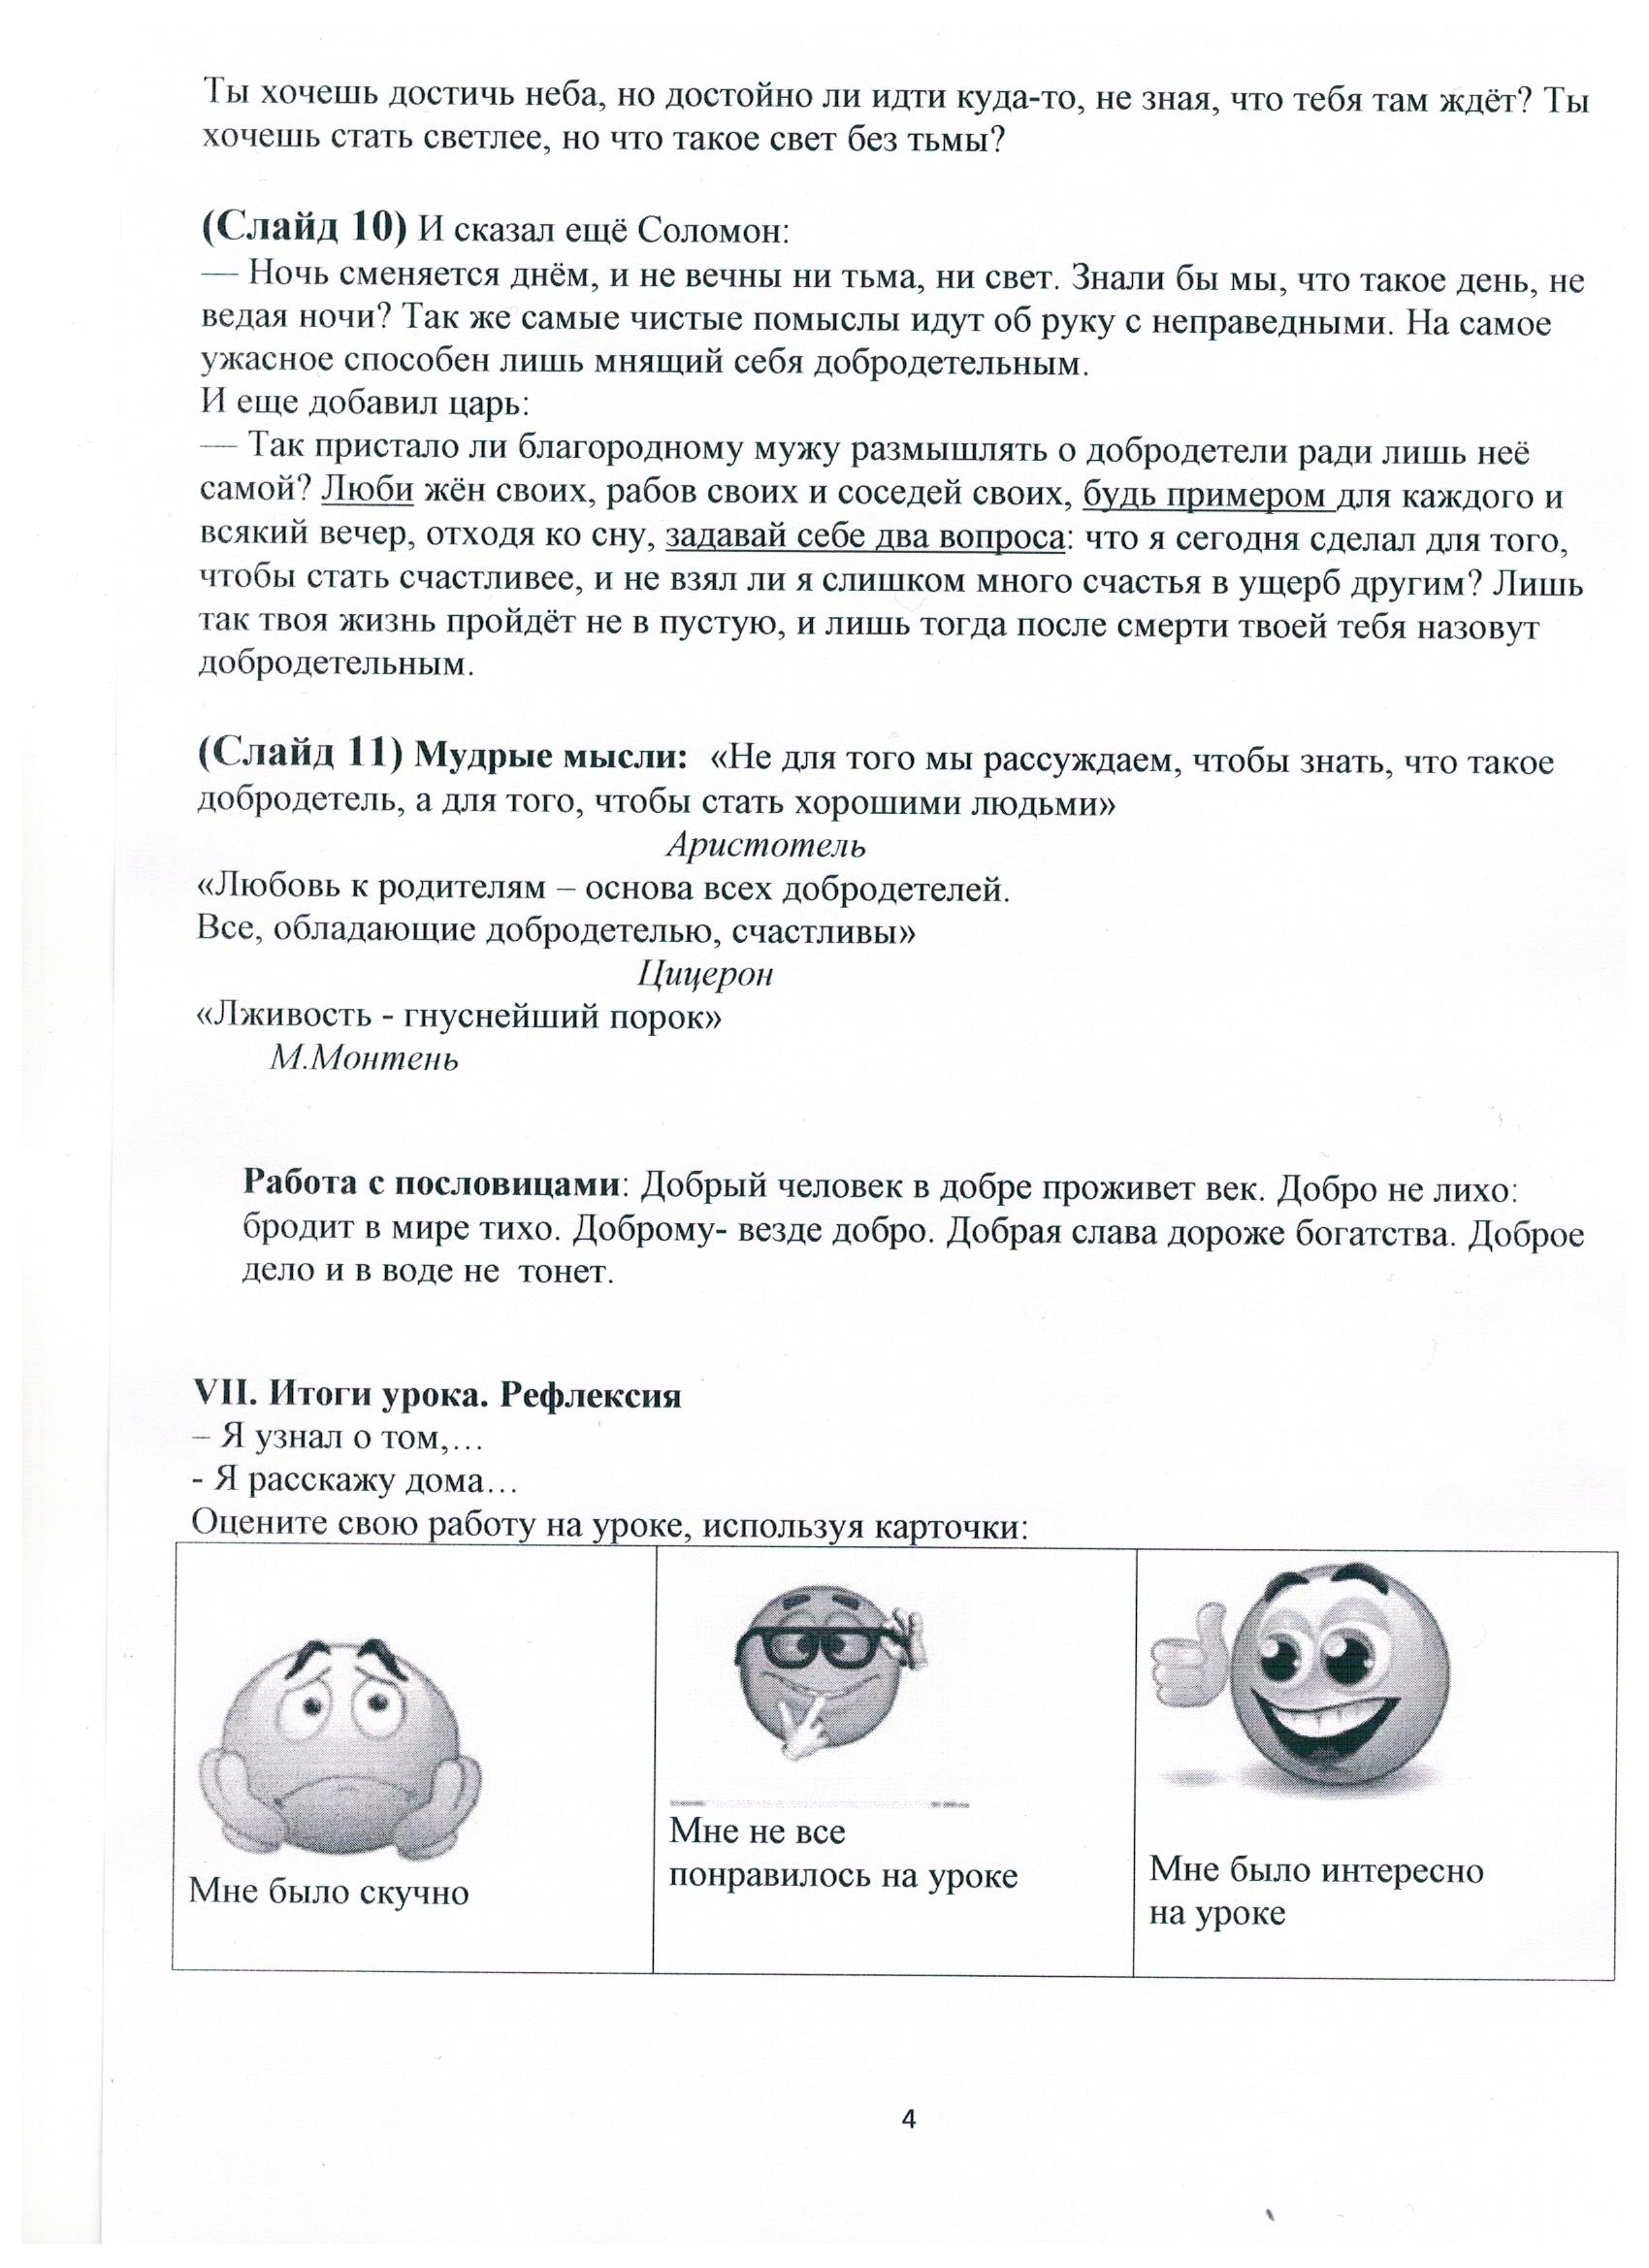 Ты хочешь достичь неба, но достойно ли идти куда-то, не зная, что тебя там ждёт? Ты
хочешь стать светлее, но что такое свет без тьмы?
(Слайд 10) И сказал ещё Соломон:
— Ночь сменяется днём, и не вечны ни тьма, ни свет. Знали бы мы, что такое день, не
ведая ночи? Так же самые чистые помыслы идут об руку с неправедными. На самое
ужасное способен лишь мнящий себя добродетельным.
И еще добавил царь:
— Так пристало ли благородному мужу размышлять о добродетели ради лишь неё
самой? Люби жён своих, рабов своих и соседей своих, будь примером для каждого и
всякий вечер, отходя ко сну, задавай себе два вопроса: что я сегодня сделал для того,
чтобы стать счастливее, и не взял ли я слишком много счастья в ущерб другим? Лишь
так твоя жизнь пройдёт не в пустую, и лишь тогда после смерти твоей тебя назовут
добродетельным.
(Слайд 11) Мудрые мысли: «Не для того мы рассуждаем, чтобы знать, что такое
добродетель, а для того, чтобы стать хорошими людьми»
Аристотель
«Любовь к родителям – основа всех добродетелей.
Все, обладающие добродетелью, счастливы»
Цицерон
«Лживость - гнуснейший порок»
М.Монтень
Работа с пословицами: Добрый человек в добре проживет век. Добро не лихо:
бродит в мире тихо. Доброму- везде добро. Добрая слава дороже богатства. Доброе
дело и в воде не тонет.
VII. Итоги урока. Рефлексия
– Я узнал о том,…
- Я расскажу дома…
Оцените свою работу на уроке, используя карточки:
Мне было скучно
Мне не все
понравилось на уроке
Мне было интересно
на уроке
4